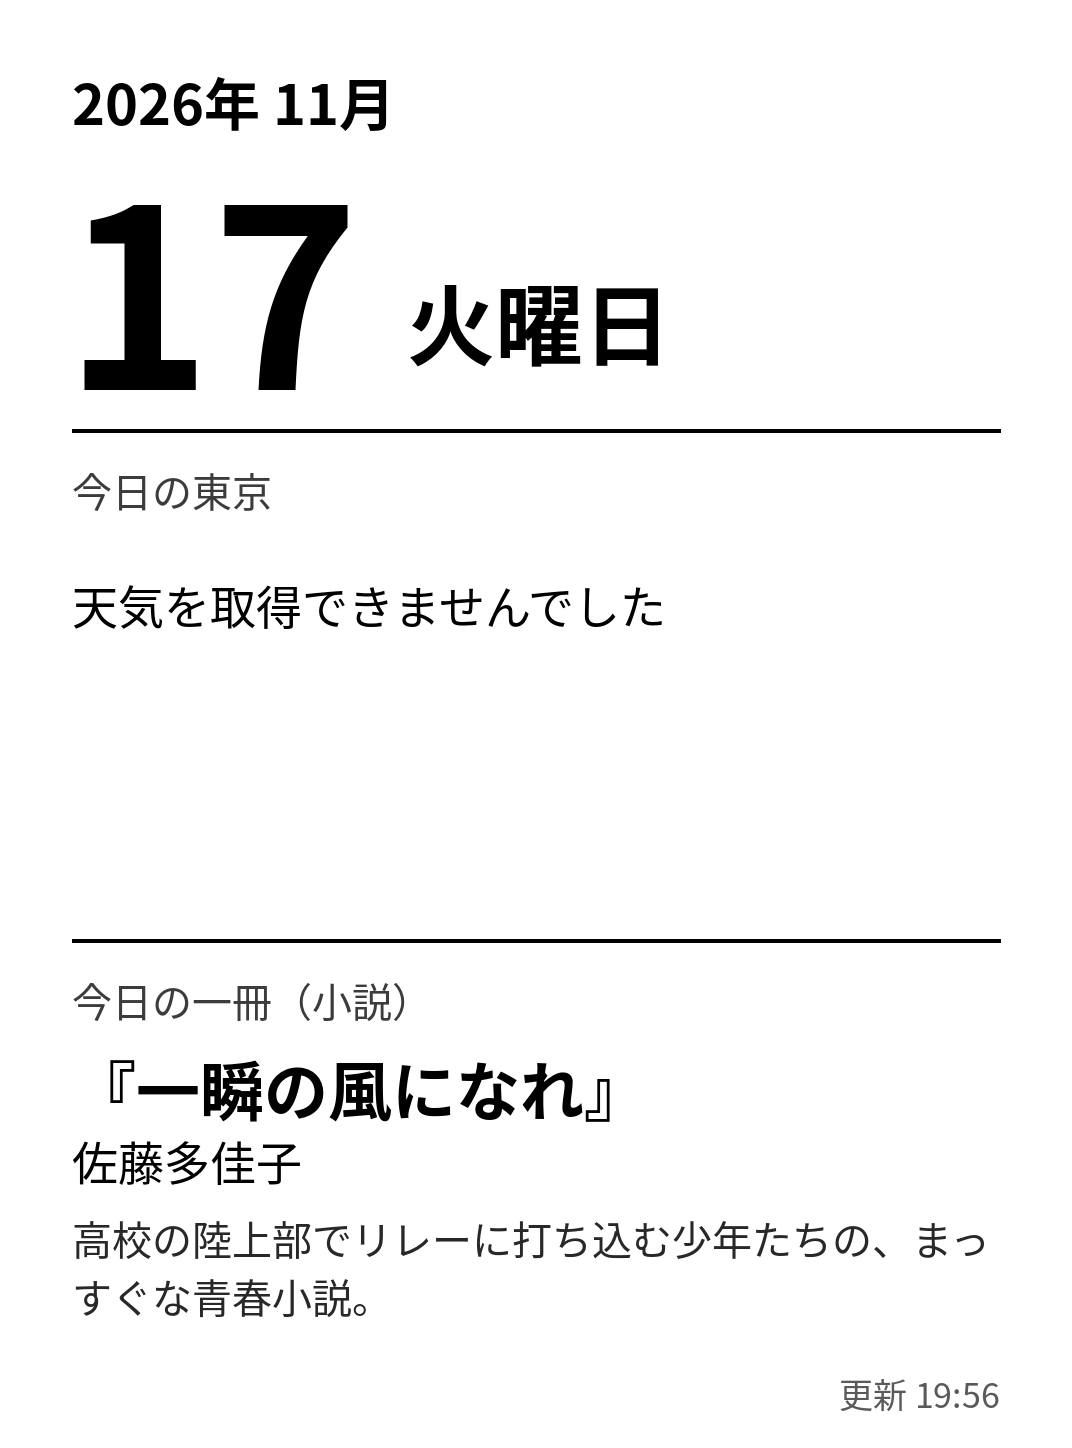 2026年 11月
17 火曜日
今日の東京
天気を取得できませんでした
今日の一冊（小説）
『一瞬の風になれ』
佐藤多佳子
高校の陸上部でリレーに打ち込む少年たちの、まっ
すぐな青春小説。
更新 19:56